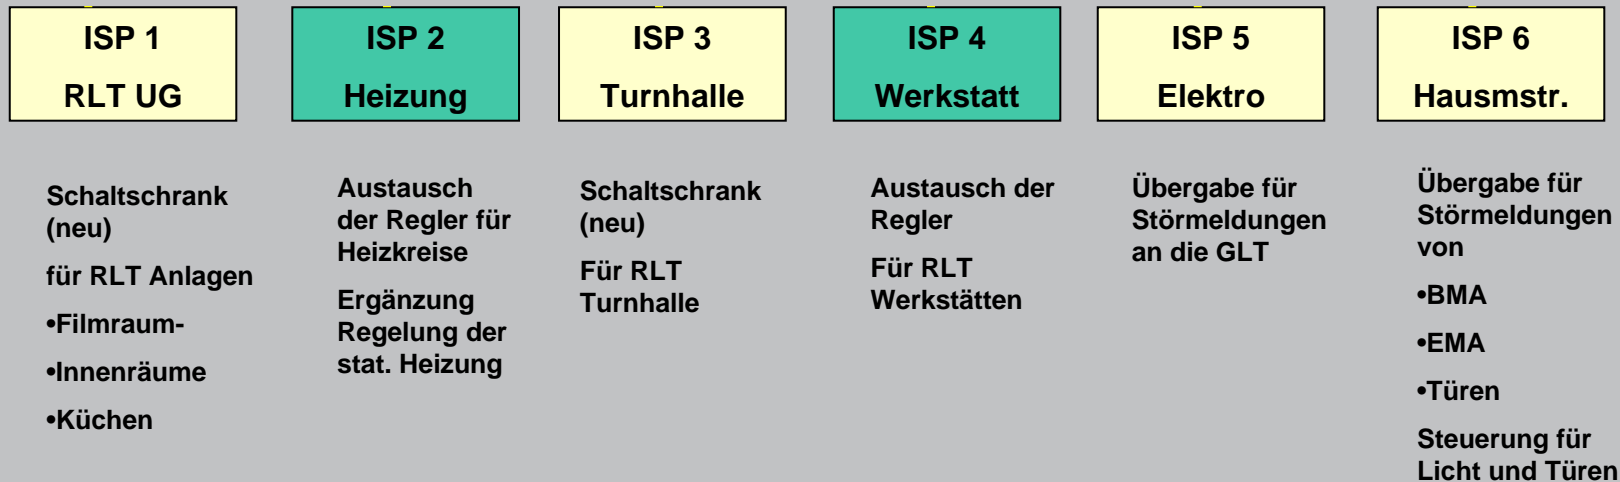 ISP 1
RLT UG
Schaltschrank
(neu)
für RLT Anlagen
•Filmraum-
•Innenräume
•Küchen
ISP 2
Heizung
Austausch
der Regler für
Heizkreise
Ergänzung
Regelung der
stat. Heizung
ISP 3
Turnhalle
Schaltschrank
(neu)
Für RLT
Turnhalle
ISP 4
Werkstatt
Austausch der
Regler
Für RLT
Werkstätten
ISP 5
Elektro
Übergabe für
Störmeldungen
an die GLT
ISP 6
Hausmstr.
Übergabe für
Störmeldungen
von
•BMA
•EMA
•Türen
Steuerung für
Licht und Türen